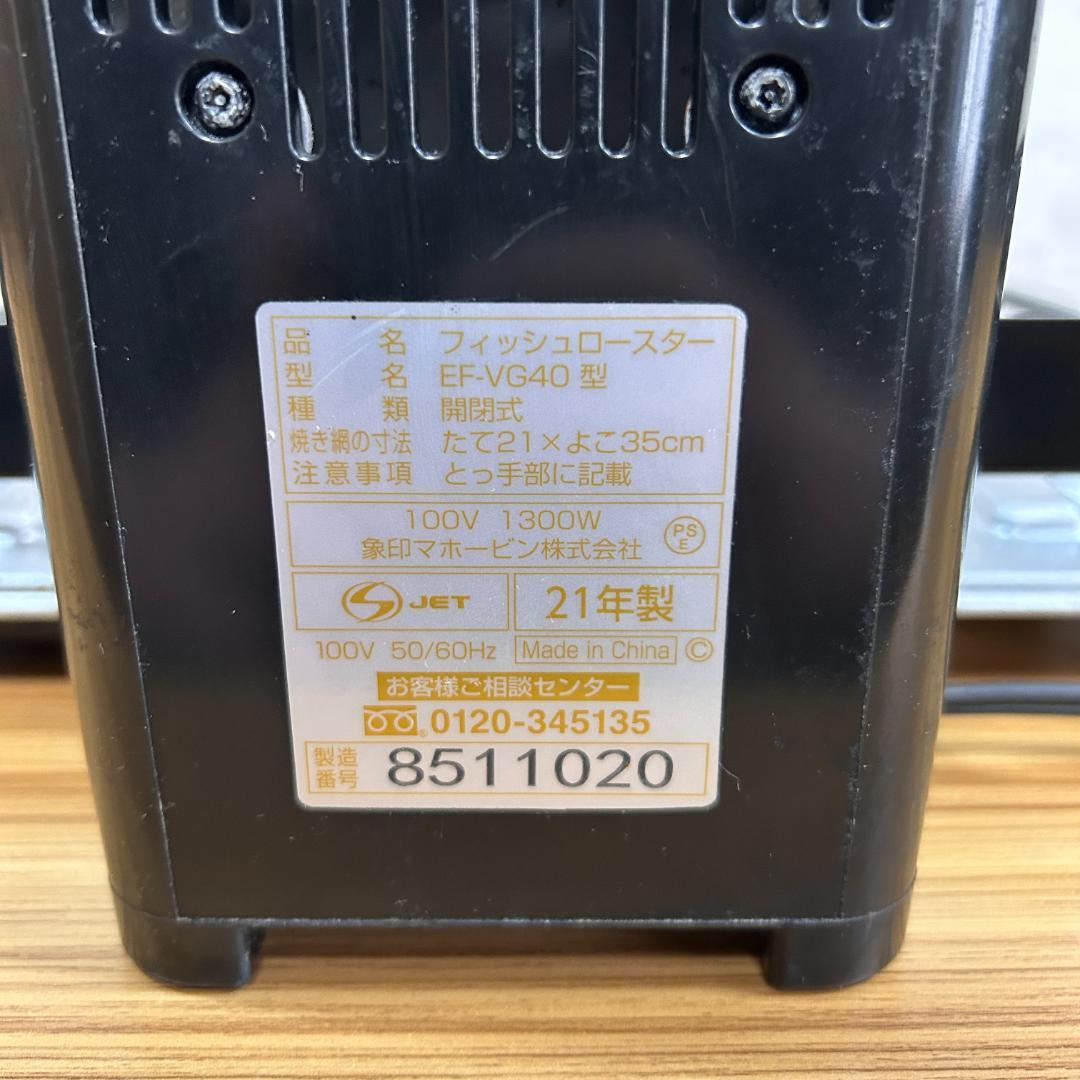 品名 フィッシュロースター
型名 EF-VG40 型
種類 開閉式
焼き網の寸法 たて21×よこ35cm
注意事項 とっ手部に記載
100V 1300W
象印マホービン株式会社
PS
E
JET
21年製
100V 50/60Hz Made in China ©
お客様ご相談センター
0120-345135
製造番号 8511020